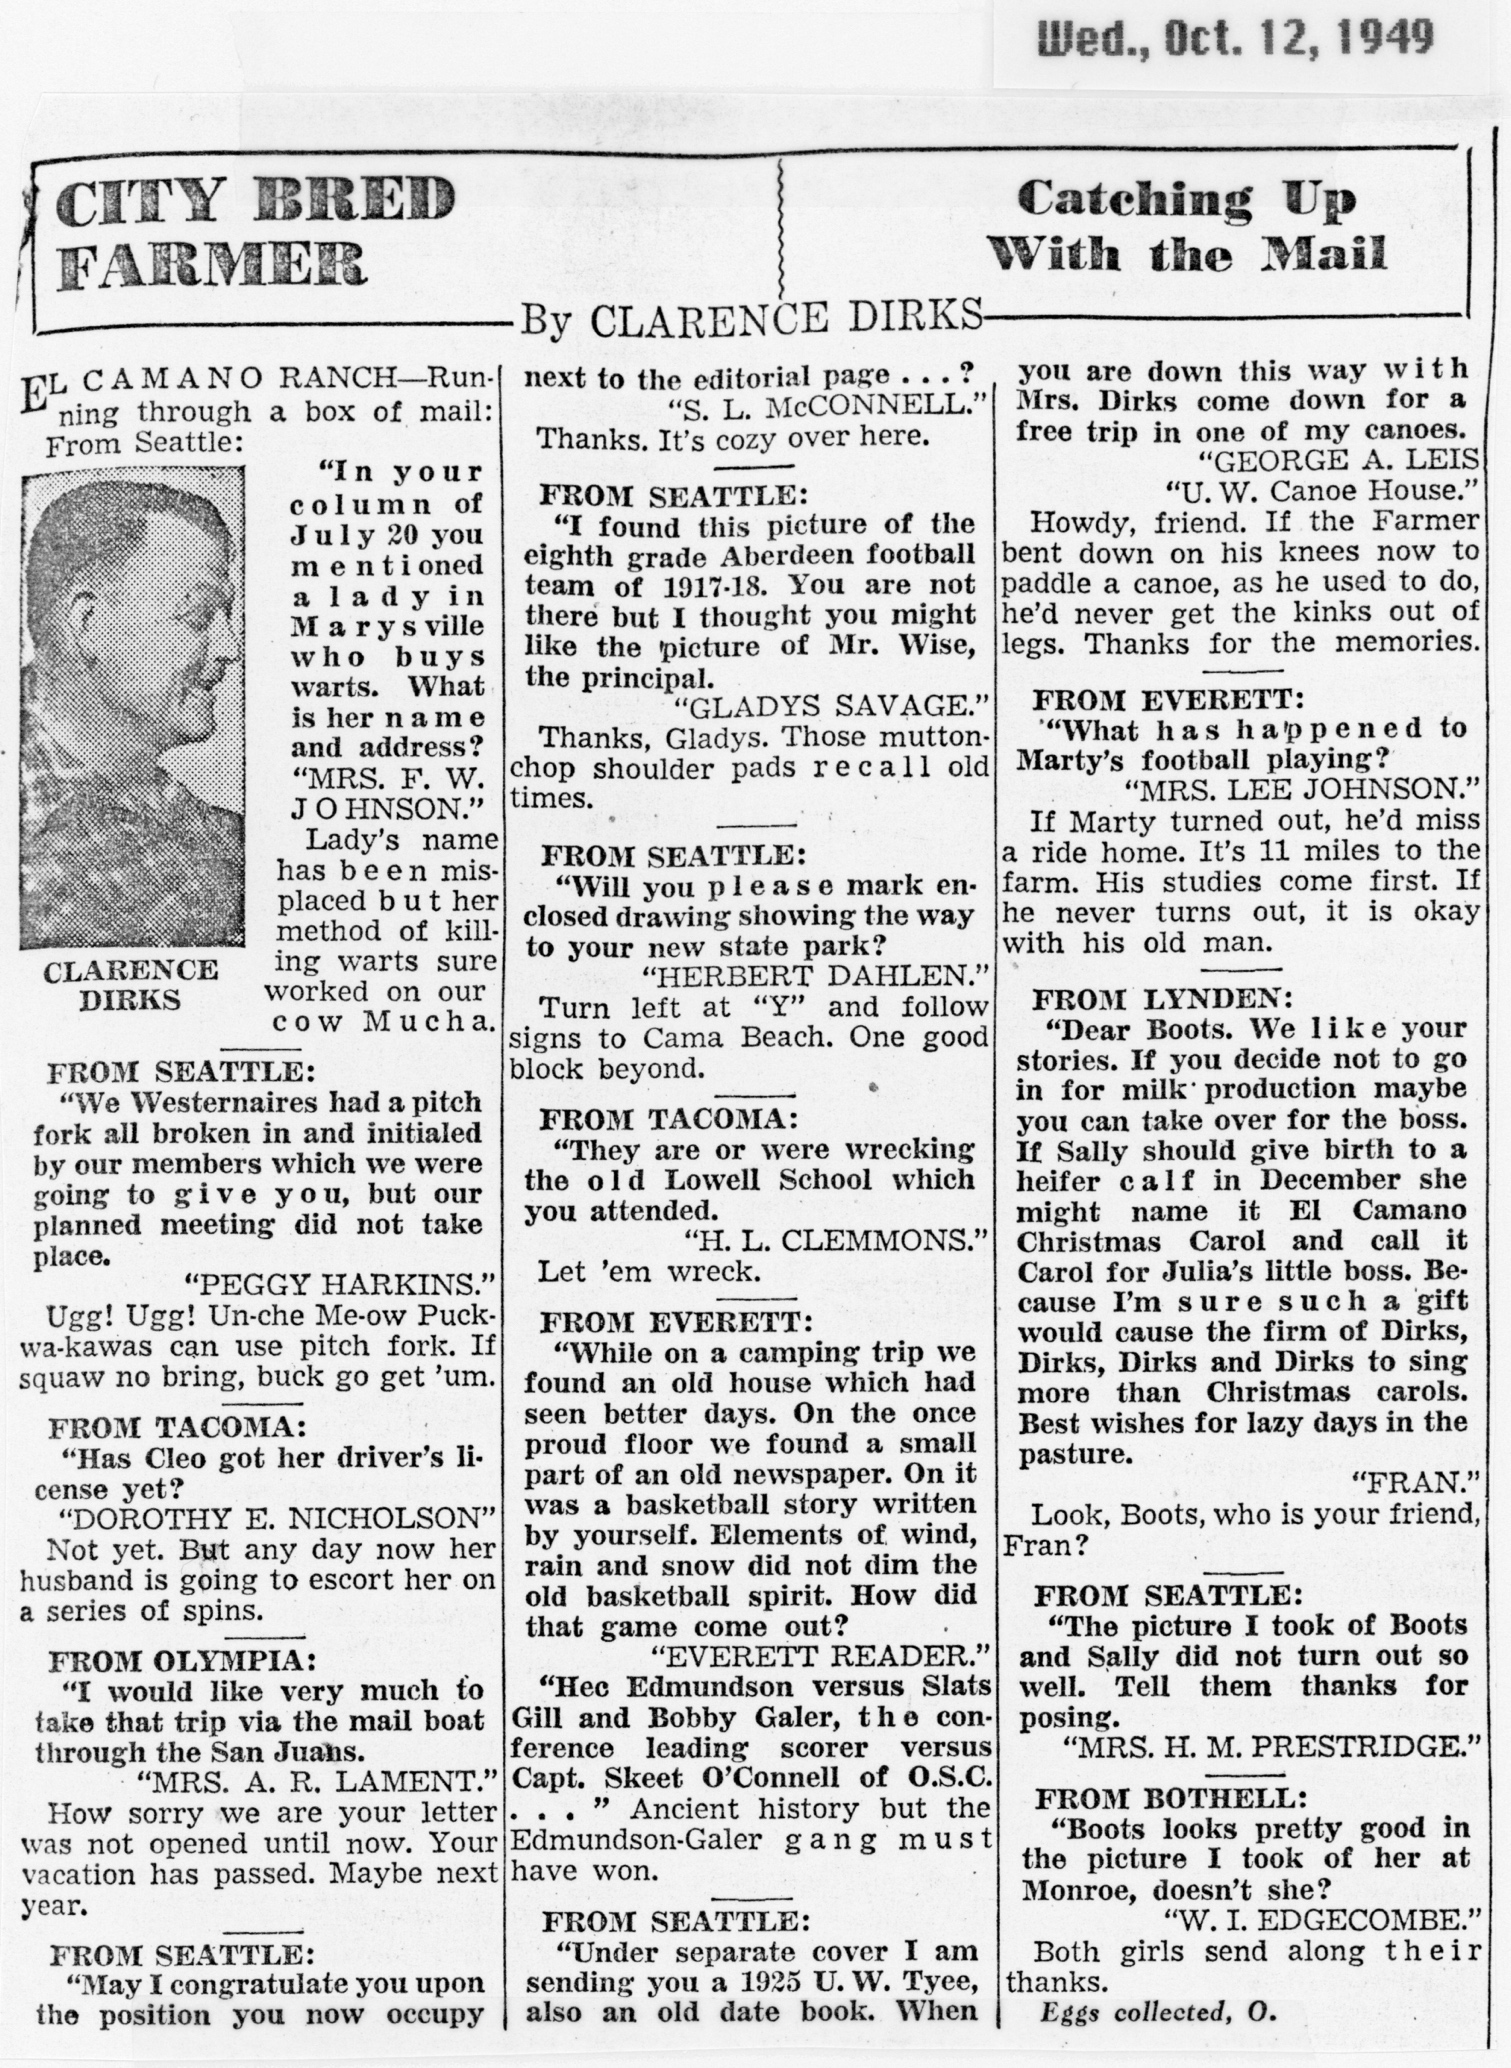 Wed., Oct. 12, 1949
CITY BRED
FARMER
Catching Up
With the Mail
By CLARENCE DIRKS
EL CAMANO RANCH—Run-
ning through a box of mail:
From Seattle:
"In your
column of
July 20 you
mentioned
a lady in
Marysville
who buys
warts. What
is her name
and address?
"MRS. F. W.
JOHNSON."
Lady's name
has been mis-
placed but her
method of kill-
ing warts sure
worked on our
cow Mucha.
CLARENCE
DIRKS
FROM SEATTLE:
"We Westernaires had a pitch
fork all broken in and initialed
by our members which we were
going to give you, but our
planned meeting did not take
place.
"PEGGY HARKINS."
Ugg! Ugg! Un-che Me-ow Puck-
wa-kawas can use pitch fork. If
squaw no bring, buck go get 'um.
FROM TACOMA:
"Has Cleo got her driver's li-
cense yet?
"DOROTHY E. NICHOLSON"
Not yet. But any day now her
husband is going to escort her on
a series of spins.
FROM OLYMPIA:
"I would like very much to
take that trip via the mail boat
through the San Juans.
"MRS. A. R. LAMENT."
How sorry we are your letter
was not opened until now. Your
vacation has passed. Maybe next
year.
FROM SEATTLE:
"May I congratulate you upon
the position you now occupy
next to the editorial page . . . ?
"S. L. McCONNELL."
Thanks. It's cozy over here.
FROM SEATTLE:
"I found this picture of the
eighth grade Aberdeen football
team of 1917-18. You are not
there but I thought you might
like the picture of Mr. Wise,
the principal.
"GLADYS SAVAGE."
Thanks, Gladys. Those mutton-
chop shoulder pads recall old
times.
FROM SEATTLE:
"Will you please mark en-
closed drawing showing the way
to your new state park?
"HERBERT DAHLEN."
Turn left at "Y" and follow
signs to Cama Beach. One good
block beyond.
FROM TACOMA:
"They are or were wrecking
the old Lowell School which
you attended.
"H. L. CLEMMONS."
Let 'em wreck.
FROM EVERETT:
"While on a camping trip we
found an old house which had
seen better days. On the once
proud floor we found a small
part of an old newspaper. On it
was a basketball story written
by yourself. Elements of wind,
rain and snow did not dim the
old basketball spirit. How did
that game come out?
"EVERETT READER."
"Hec Edmundson versus Slats
Gill and Bobby Galer, the con-
ference leading scorer versus
Capt. Skeet O'Connell of O.S.C.
. . . " Ancient history but the
Edmundson-Galer gang must
have won.
FROM SEATTLE:
"Under separate cover I am
sending you a 1925 U. W. Tyee,
also an old date book. When
you are down this way with
Mrs. Dirks come down for a
free trip in one of my canoes.
"GEORGE A. LEIS
"U. W. Canoe House."
Howdy, friend. If the Farmer
bent down on his knees now to
paddle a canoe, as he used to do,
he'd never get the kinks out of
legs. Thanks for the memories.
FROM EVERETT:
"What has happened to
Marty's football playing?
"MRS. LEE JOHNSON."
If Marty turned out, he'd miss
a ride home. It's 11 miles to the
farm. His studies come first. If
he never turns out, it is okay
with his old man.
FROM LYNDEN:
"Dear Boots. We like your
stories. If you decide not to go
in for milk production maybe
you can take over for the boss.
If Sally should give birth to a
heifer calf in December she
might name it El Camano
Christmas Carol and call it
Carol for Julia's little boss. Be-
cause I'm sure such a gift
would cause the firm of Dirks,
Dirks, Dirks and Dirks to sing
more than Christmas carols.
Best wishes for lazy days in the
pasture.
"FRAN."
Look, Boots, who is your friend,
Fran?
FROM SEATTLE:
"The picture I took of Boots
and Sally did not turn out so
well. Tell them thanks for
posing.
"MRS. H. M. PRESTRIDGE."
FROM BOTHELL:
"Boots looks pretty good in
the picture I took of her at
Monroe, doesn't she?
"W. I. EDGECOMBE."
Both girls send along their
thanks.
Eggs collected, O.